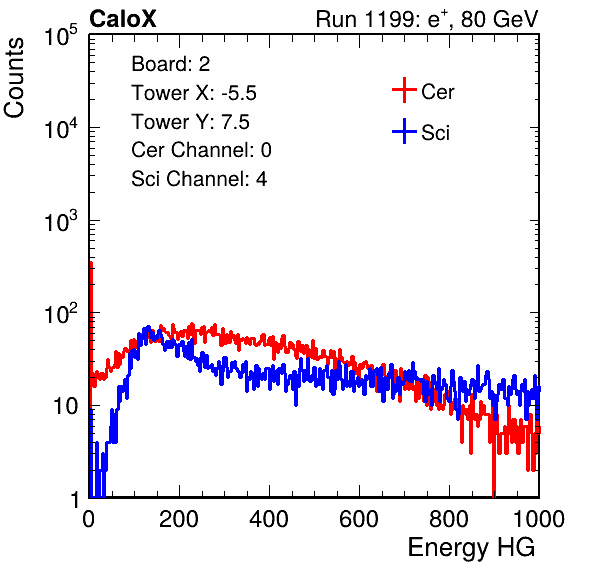 CaloX Run 1199: e⁺, 80 GeV
Board: 2
Tower X: -5.5
Tower Y: 7.5
Cer Channel: 0
Sci Channel: 4
Cer
Sci
Counts
10⁵
10⁴
10³
10²
10
1
0 200 400 600 800 1000
Energy HG